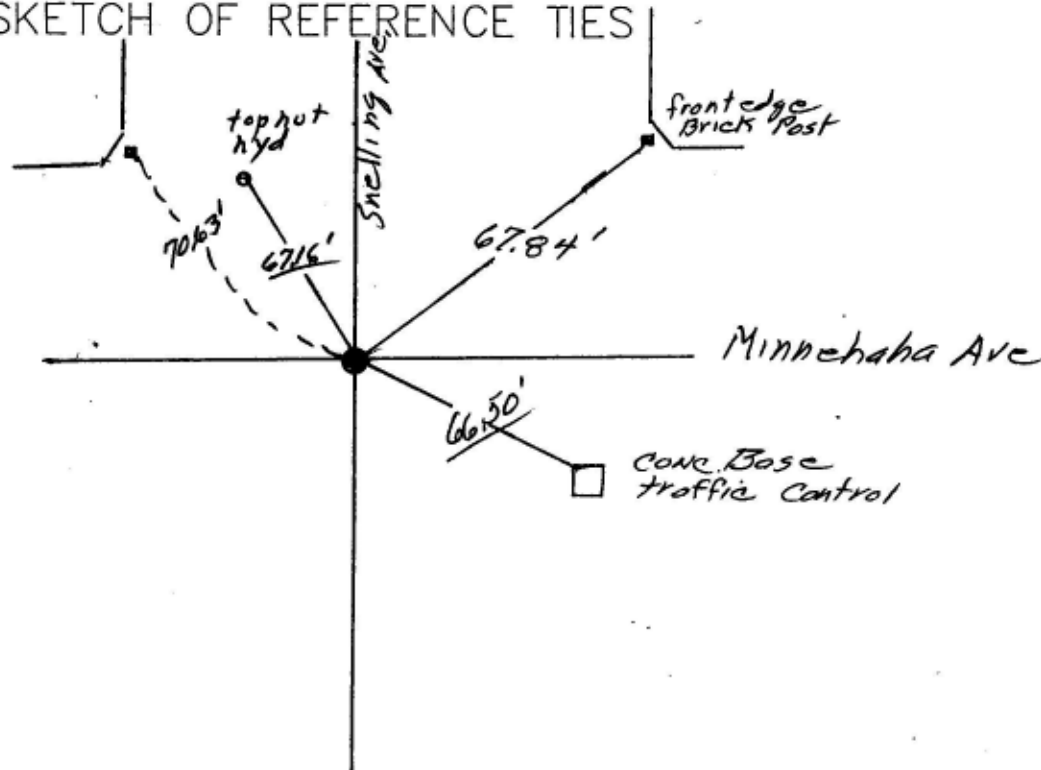 SKETCH OF REFERENCE TIES
Snelling Ave.
top nut
hyd
front edge
Brick Post
70.63'
67.16'
67.84'
Minnehaha Ave
66.50'
Conc. Base
traffic Control